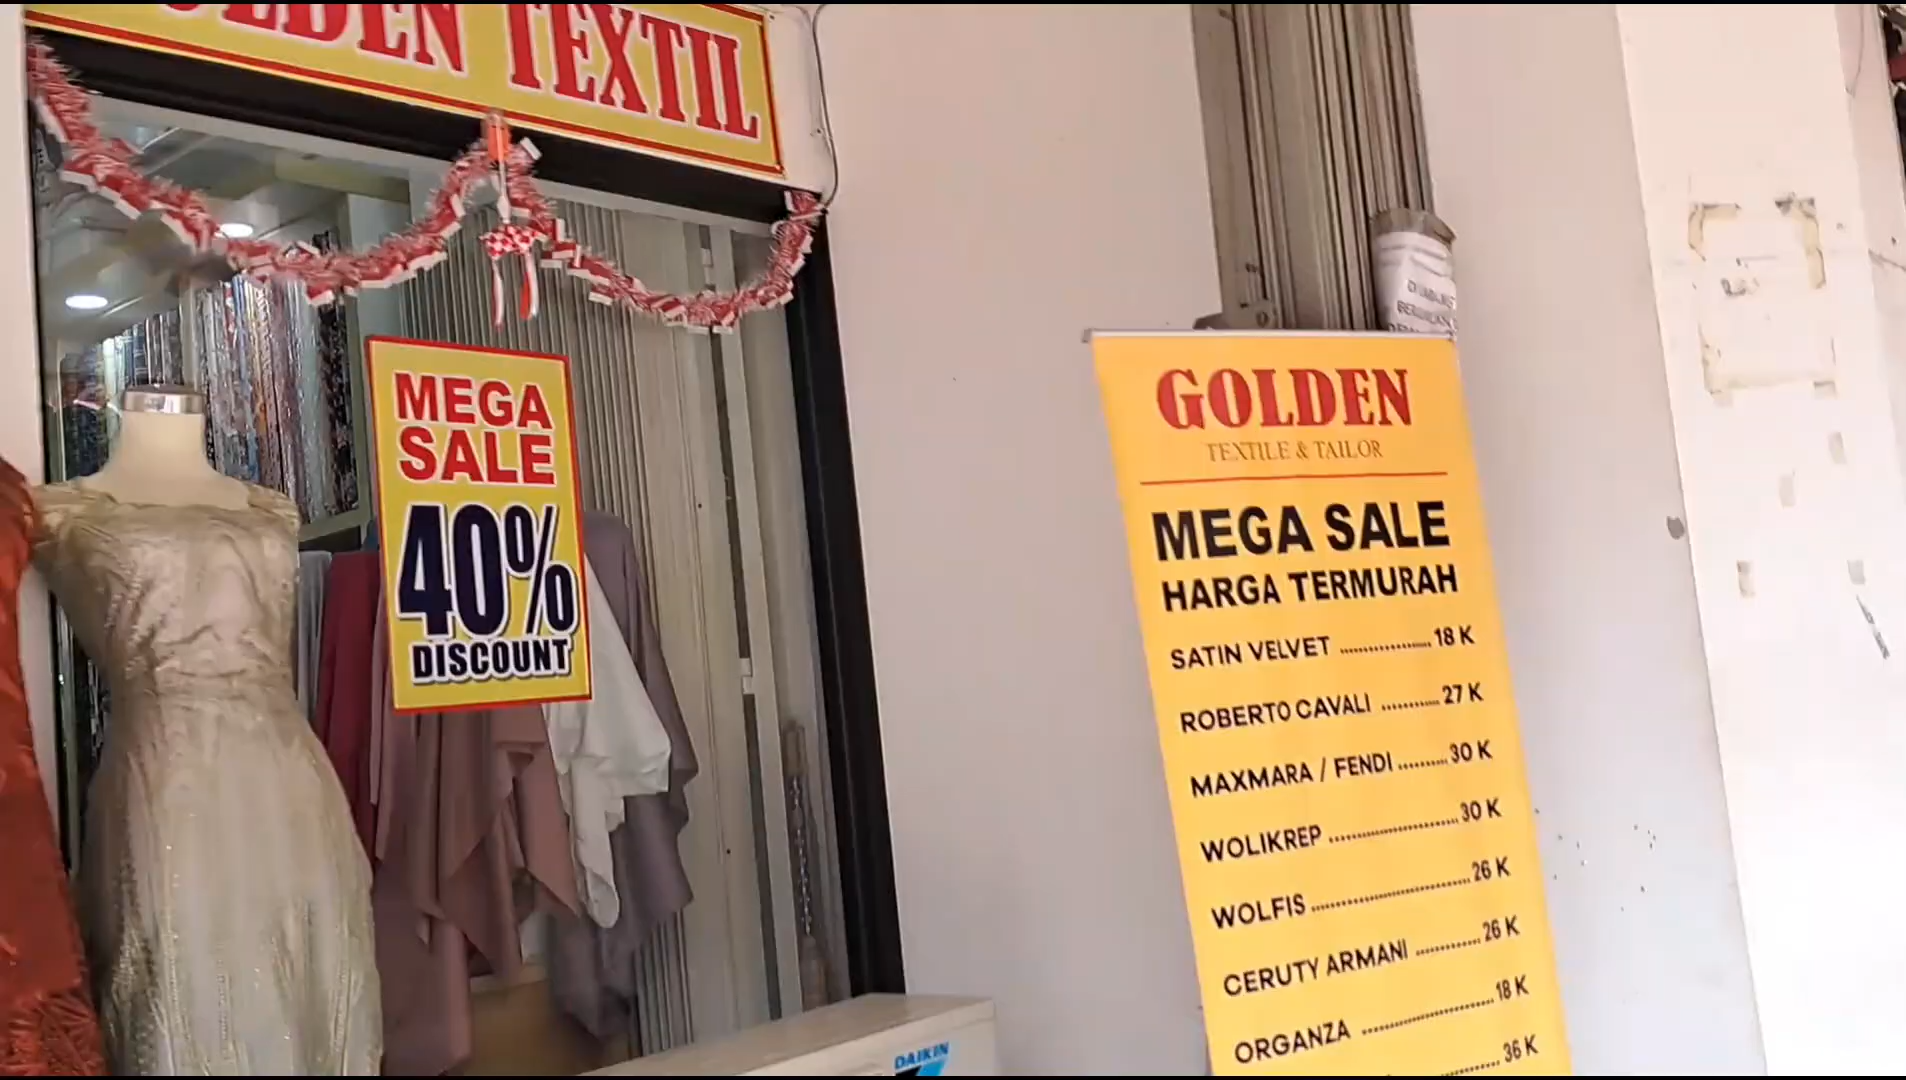 GOLDEN TEXTIL
MEGA
SALE
40%
DISCOUNT
GOLDEN
TEXTILE & TAILOR
MEGA SALE
HARGA TERMURAH
SATIN VELVET ................... 18 K
ROBERTO CAVALI ............ 27 K
MAXMARA / FENDI .......... 30 K
WOLIKREP .......................... 30 K
WOLFIS ................................ 26 K
CERUTY ARMANI ............. 26 K
ORGANZA .......................... 18 K
36 K
DAIKIN